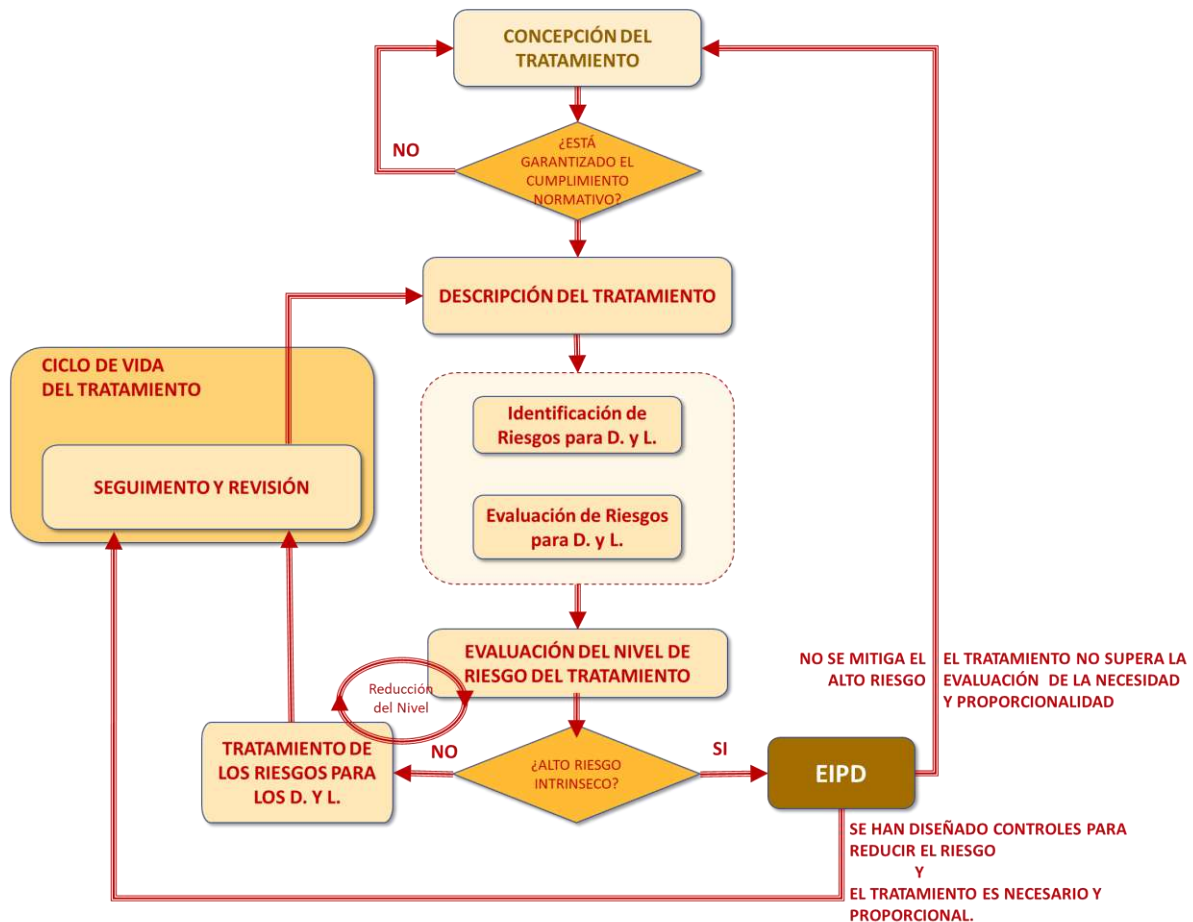 CONCEPCIÓN DEL
TRATAMIENTO
¿ESTÁ
GARANTIZADO EL
CUMPLIMIENTO
NORMATIVO?
NO
DESCRIPCIÓN DEL TRATAMIENTO
CICLO DE VIDA
DEL TRATAMIENTO
SEGUIMENTO Y REVISIÓN
Identificación de
Riesgos para D. y L.
Evaluación de Riesgos
para D. y L.
EVALUACIÓN DEL NIVEL DE
RIESGO DEL TRATAMIENTO
Reducción
del Nivel
TRATAMIENTO DE
LOS RIESGOS PARA
LOS D. Y L.
NO
¿ALTO RIESGO
INTRINSECO?
SI
EIPD
NO SE MITIGA EL
ALTO RIESGO
EL TRATAMIENTO NO SUPERA LA
EVALUACIÓN DE LA NECESIDAD
Y PROPORCIONALIDAD
SE HAN DISEÑADO CONTROLES PARA
REDUCIR EL RIESGO
Y
EL TRATAMIENTO ES NECESARIO Y
PROPORCIONAL.